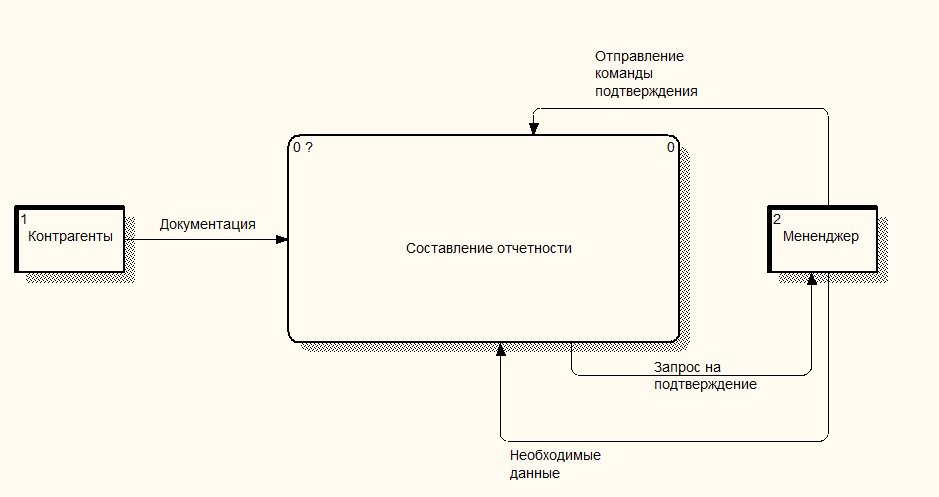 Отправление
команды
подтверждения
0 ?
0
1
Контрагенты
Документация
Составление отчетности
2
Мененджер
Запрос на
подтверждение
Необходимые
данные